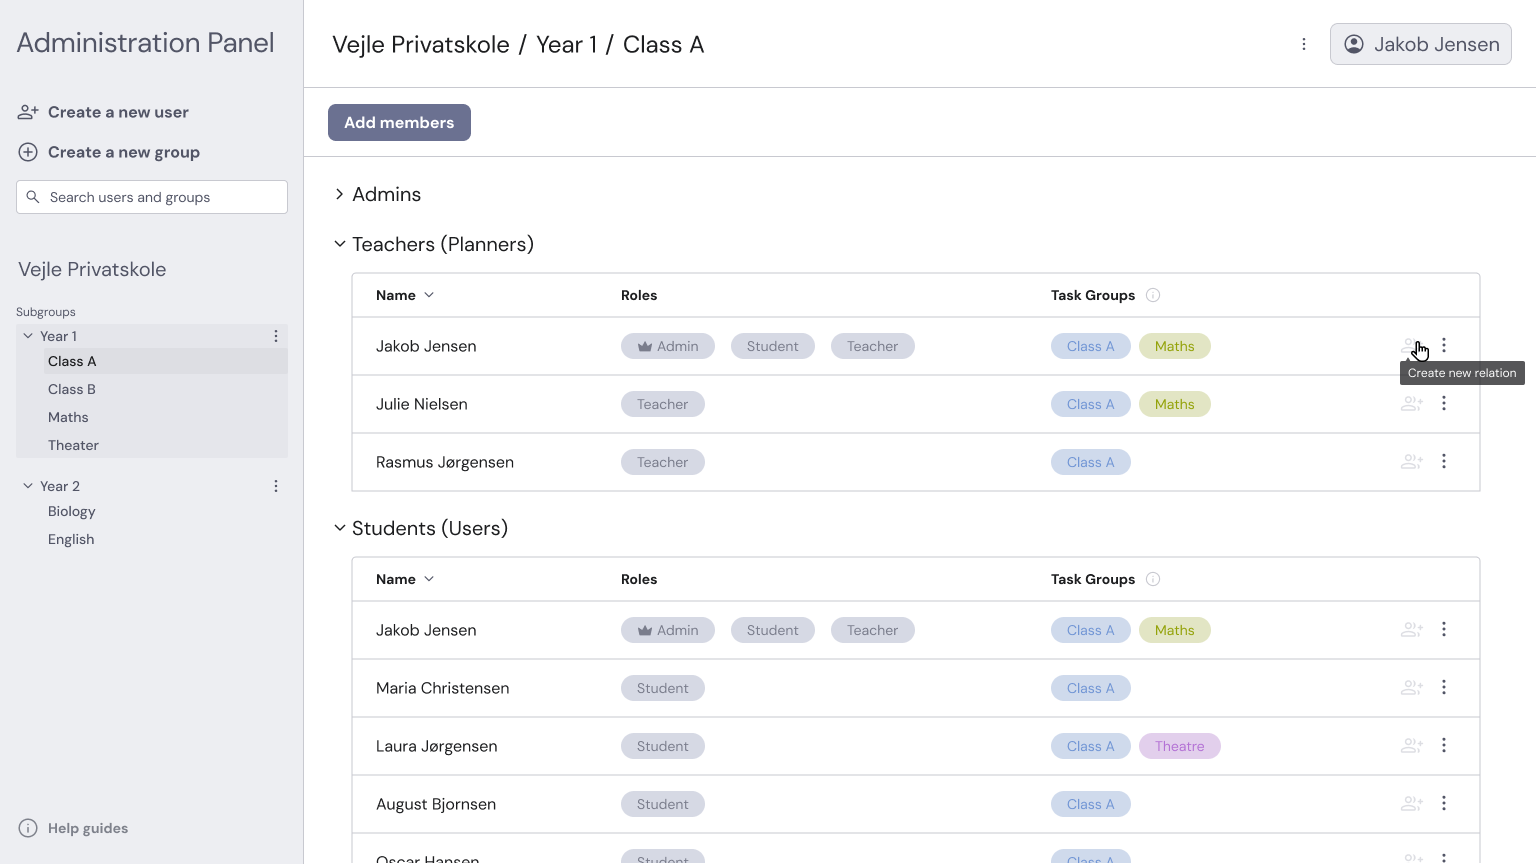 Administration Panel
Create a new user
Create a new group
Search users and groups
Vejle Privatskole
Subgroups
Year 1
Class A
Class B
Maths
Theater
Year 2
Biology
English
Help guides
Vejle Privatskole / Year 1 / Class A
Jakob Jensen
Add members
Admins
Teachers (Planners)
Name Roles Task Groups
Jakob Jensen Admin Student Teacher Class A Maths
Create new relation
Julie Nielsen Teacher Class A Maths
Rasmus Jørgensen Teacher Class A
Students (Users)
Name Roles Task Groups
Jakob Jensen Admin Student Teacher Class A Maths
Maria Christensen Student Class A
Laura Jørgensen Student Class A Theatre
August Bjornsen Student Class A
Oscar Hansen Student Class A